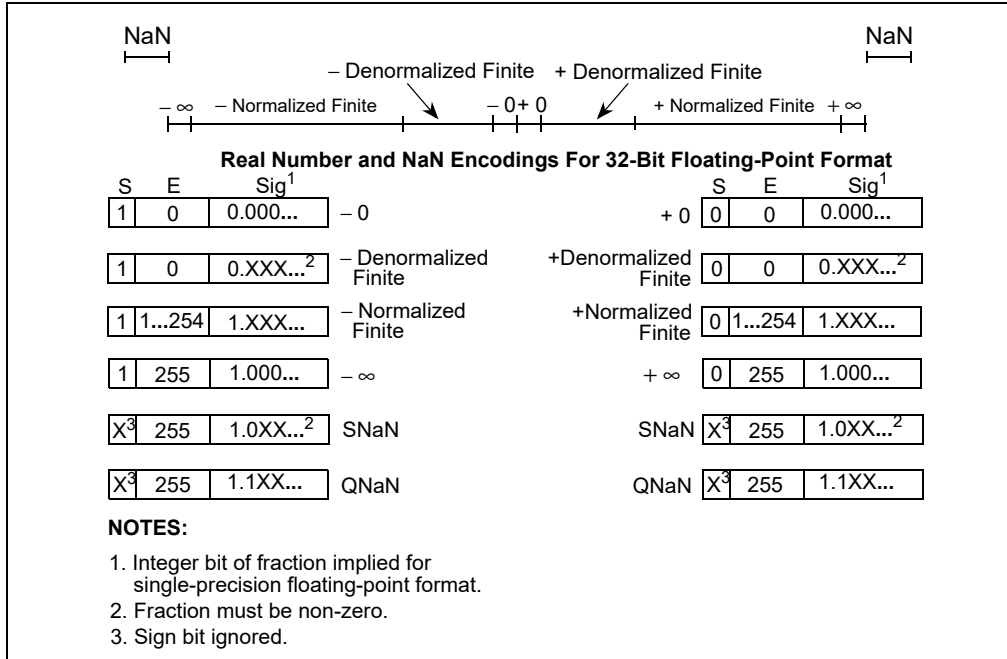 NaN NaN
− Denormalized Finite + Denormalized Finite
− ∞ − Normalized Finite − 0 + 0 + Normalized Finite + ∞
Real Number and NaN Encodings For 32-Bit Floating-Point Format
S E Sig1 S E Sig1
1 0 0.000... − 0 + 0 0 0 0.000...
1 0 0.XXX...2 − Denormalized Finite +Denormalized Finite 0 0 0.XXX...2
1 1...254 1.XXX... − Normalized Finite +Normalized Finite 0 1...254 1.XXX...
1 255 1.000... − ∞ + ∞ 0 255 1.000...
X3 255 1.0XX...2 SNaN SNaN X3 255 1.0XX...2
X3 255 1.1XX... QNaN QNaN X3 255 1.1XX...
NOTES:
1. Integer bit of fraction implied for
single-precision floating-point format.
2. Fraction must be non-zero.
3. Sign bit ignored.